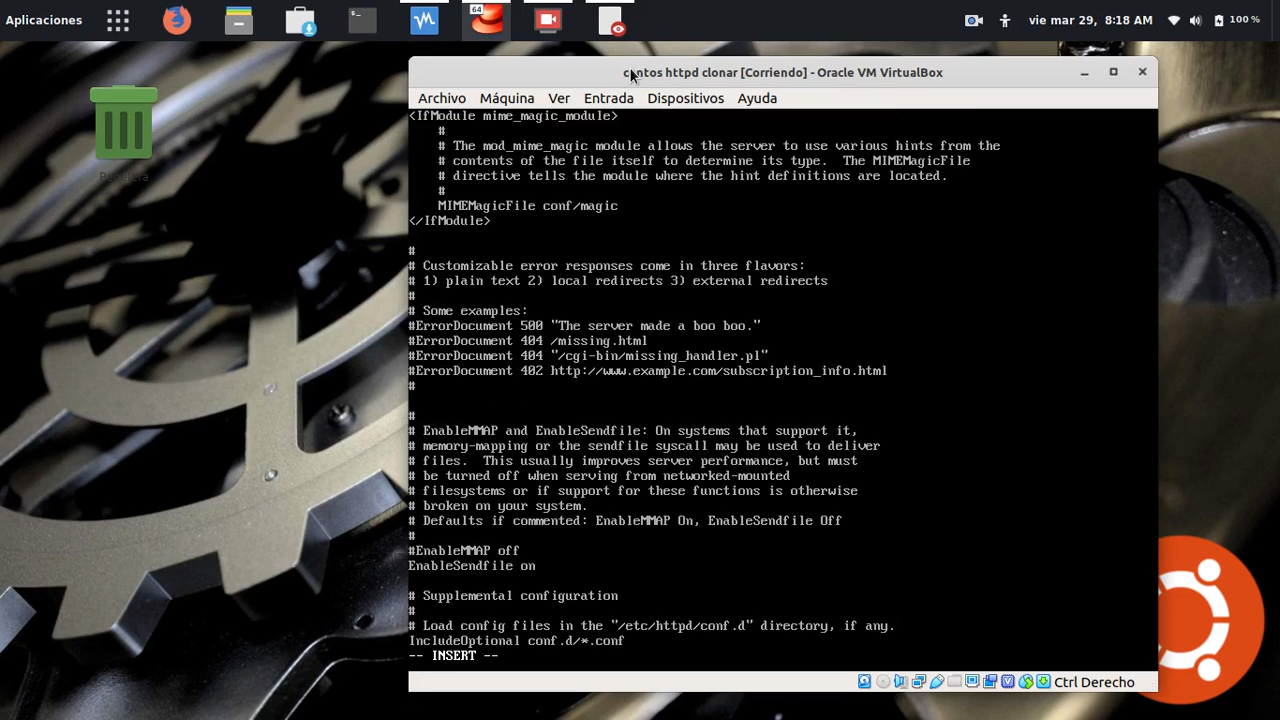 Aplicaciones
64
vie mar 29, 8:18 AM
100 %
Papelera
centos httpd clonar [Corriendo] - Oracle VM VirtualBox
Archivo Máquina Ver Entrada Dispositivos Ayuda
<IfModule mime_magic_module>
#
# The mod_mime_magic module allows the server to use various hints from the
# contents of the file itself to determine its type.  The MIMEMagicFile
# directive tells the module where the hint definitions are located.
#
MIMEMagicFile conf/magic
</IfModule>
#
# Customizable error responses come in three flavors:
# 1) plain text 2) local redirects 3) external redirects
#
# Some examples:
#ErrorDocument 500 "The server made a boo boo."
#ErrorDocument 404 /missing.html
#ErrorDocument 404 "/cgi-bin/missing_handler.pl"
#ErrorDocument 402 http://www.example.com/subscription_info.html
#
#
# EnableMMAP and EnableSendfile: On systems that support it,
# memory-mapping or the sendfile syscall may be used to deliver
# files.  This usually improves server performance, but must
# be turned off when serving from networked-mounted
# filesystems or if support for these functions is otherwise
# broken on your system.
# Defaults if commented: EnableMMAP On, EnableSendfile Off
#
#EnableMMAP off
EnableSendfile on
# Supplemental configuration
#
# Load config files in the "/etc/httpd/conf.d" directory, if any.
IncludeOptional conf.d/*.conf
-- INSERT --
Ctrl Derecho